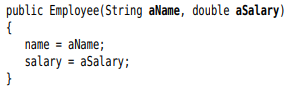 public Employee(String aName, double aSalary)
{
name = aName;
salary = aSalary;
}